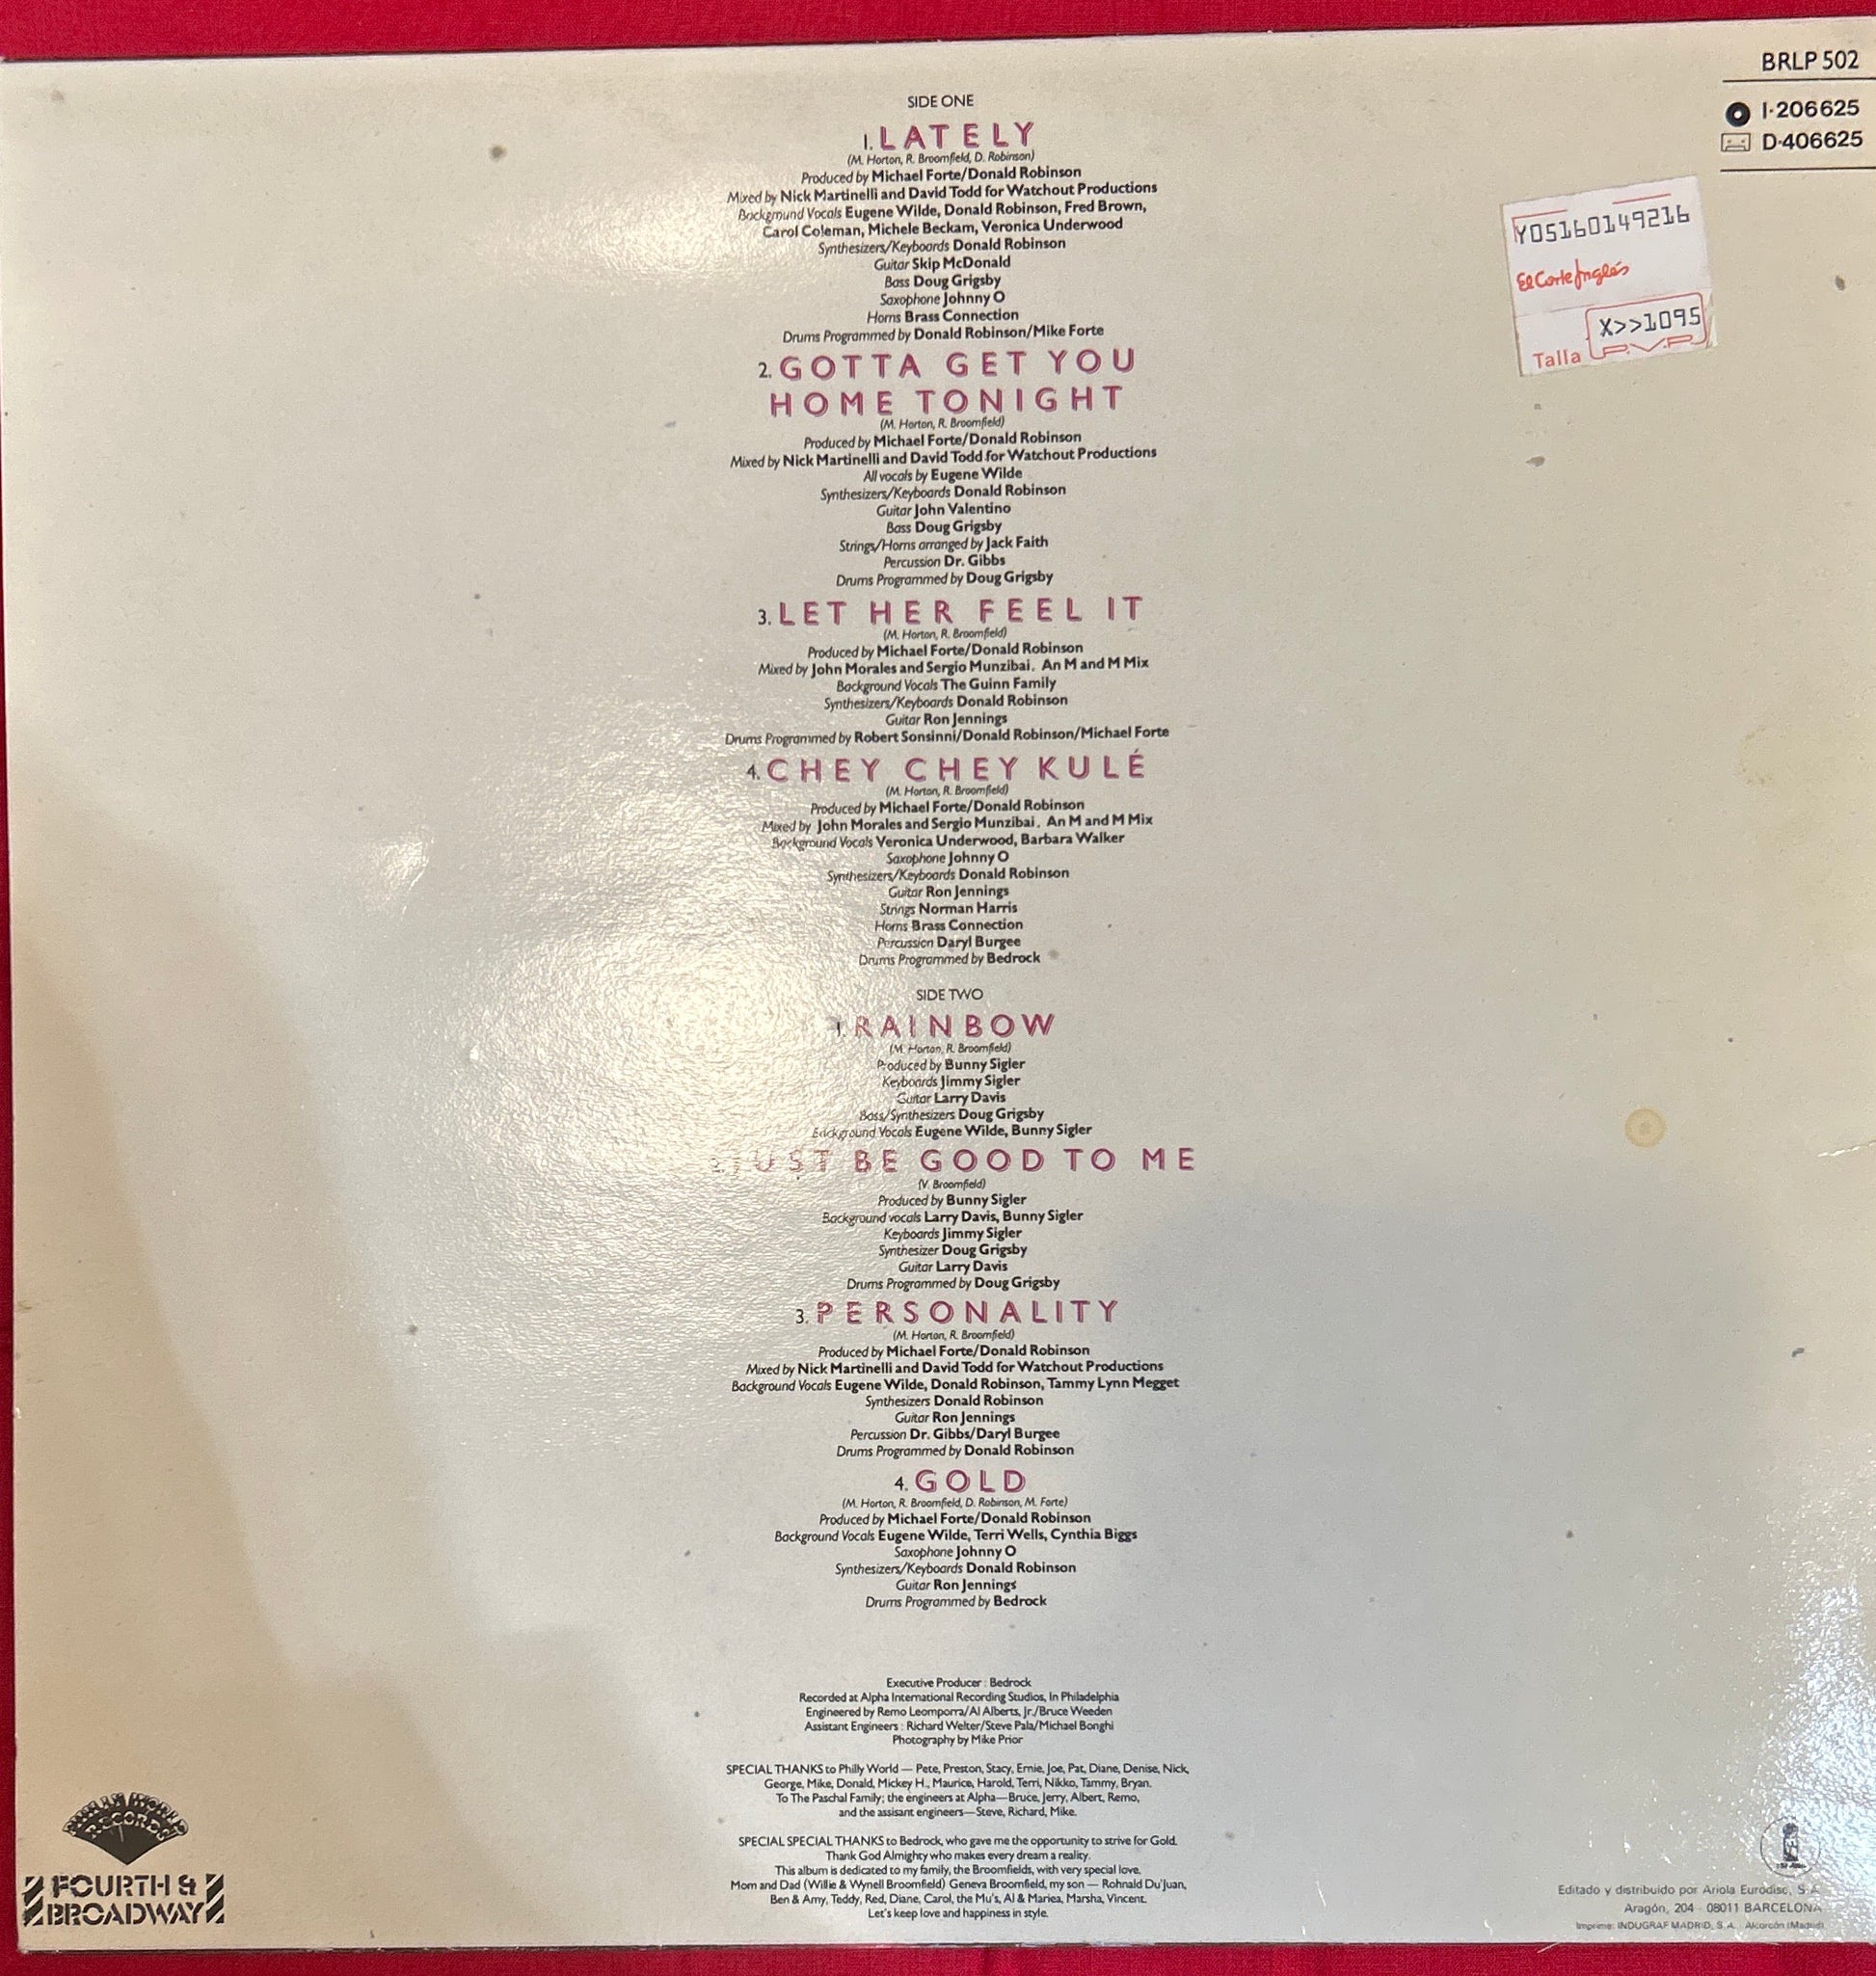 BRLP 502
I-206625
D-406625
Y05160149216
El Corte Inglés
X>>1095
Talla P.V.P.
SIDE ONE
1. LATELY
(M. Horton, R. Broomfield, D. Robinson)
Produced by Michael Forte/Donald Robinson
Mixed by Nick Martinelli and David Todd for Watchout Productions
Background Vocals Eugene Wilde, Donald Robinson, Fred Brown,
Carol Coleman, Michele Beckam, Veronica Underwood
Synthesizers/Keyboards Donald Robinson
Guitar Skip McDonald
Bass Doug Grigsby
Saxophone Johnny O
Horns Brass Connection
Drums Programmed by Donald Robinson/Mike Forte
2. GOTTA GET YOU
HOME TONIGHT
(M. Horton, R. Broomfield)
Produced by Michael Forte/Donald Robinson
Mixed by Nick Martinelli and David Todd for Watchout Productions
All vocals by Eugene Wilde
Synthesizers/Keyboards Donald Robinson
Guitar John Valentino
Bass Doug Grigsby
Strings/Horns arranged by Jack Faith
Percussion Dr. Gibbs
Drums Programmed by Doug Grigsby
3. LET HER FEEL IT
(M. Horton, R. Broomfield)
Produced by Michael Forte/Donald Robinson
Mixed by John Morales and Sergio Munzibai. An M and M Mix
Background Vocals The Guinn Family
Synthesizers/Keyboards Donald Robinson
Guitar Ron Jennings
Drums Programmed by Robert Sonsinni/Donald Robinson/Michael Forte
4. CHEY CHEY KULÉ
(M. Horton, R. Broomfield)
Produced by Michael Forte/Donald Robinson
Mixed by John Morales and Sergio Munzibai. An M and M Mix
Background Vocals Veronica Underwood, Barbara Walker
Saxophone Johnny O
Synthesizers/Keyboards Donald Robinson
Guitar Ron Jennings
Strings Norman Harris
Horns Brass Connection
Percussion Daryl Burgee
Drums Programmed by Bedrock
SIDE TWO
1. RAINBOW
(M. Horton, R. Broomfield)
Produced by Bunny Sigler
Keyboards Jimmy Sigler
Guitar Larry Davis
Bass/Synthesizers Doug Grigsby
Background Vocals Eugene Wilde, Bunny Sigler
2. JUST BE GOOD TO ME
(V. Broomfield)
Produced by Bunny Sigler
Background vocals Larry Davis, Bunny Sigler
Keyboards Jimmy Sigler
Synthesizer Doug Grigsby
Guitar Larry Davis
Drums Programmed by Doug Grigsby
3. PERSONALITY
(M. Horton, R. Broomfield)
Produced by Michael Forte/Donald Robinson
Mixed by Nick Martinelli and David Todd for Watchout Productions
Background Vocals Eugene Wilde, Donald Robinson, Tammy Lynn Megget
Synthesizers Donald Robinson
Guitar Ron Jennings
Percussion Dr. Gibbs/Daryl Burgee
Drums Programmed by Donald Robinson
4. GOLD
(M. Horton, R. Broomfield, D. Robinson, M. Forte)
Produced by Michael Forte/Donald Robinson
Background Vocals Eugene Wilde, Terri Wells, Cynthia Biggs
Saxophone Johnny O
Synthesizers/Keyboards Donald Robinson
Guitar Ron Jennings
Drums Programmed by Bedrock
Executive Producer : Bedrock
Recorded at Alpha International Recording Studios, In Philadelphia
Engineered by Remo Leomporra/Al Alberts, Jr./Bruce Weeden
Assistant Engineers : Richard Welter/Steve Pala/Michael Bonghi
Photography by Mike Prior
SPECIAL THANKS to Philly World — Pete, Preston, Stacy, Ernie, Joe, Pat, Diane, Denise, Nick,
George, Mike, Donald, Mickey H., Maurice, Harold, Terri, Nikko, Tammy, Bryan.
To The Paschal Family; the engineers at Alpha—Bruce, Jerry, Albert, Remo,
and the assisant engineers—Steve, Richard, Mike.
SPECIAL SPECIAL THANKS to Bedrock, who gave me the opportunity to strive for Gold.
Thank God Almighty who makes every dream a reality.
This album is dedicated to my family, the Broomfields, with very special love.
Mom and Dad (Willie & Wynell Broomfield) Geneva Broomfield, my son — Rohnald Du'Juan,
Ben & Amy, Teddy, Red, Diane, Carol, the Mu's, Al & Mariea, Marsha, Vincent.
Let's keep love and happiness in style.
PHILLY WORLD
RECORDS
FOURTH &
BROADWAY
Editado y distribuido por Ariola Eurodisc, S.A.
Aragón, 204 - 08011 BARCELONA
Imprime: INDUGRAF MADRID, S.A. - Alcorcón (Madrid)